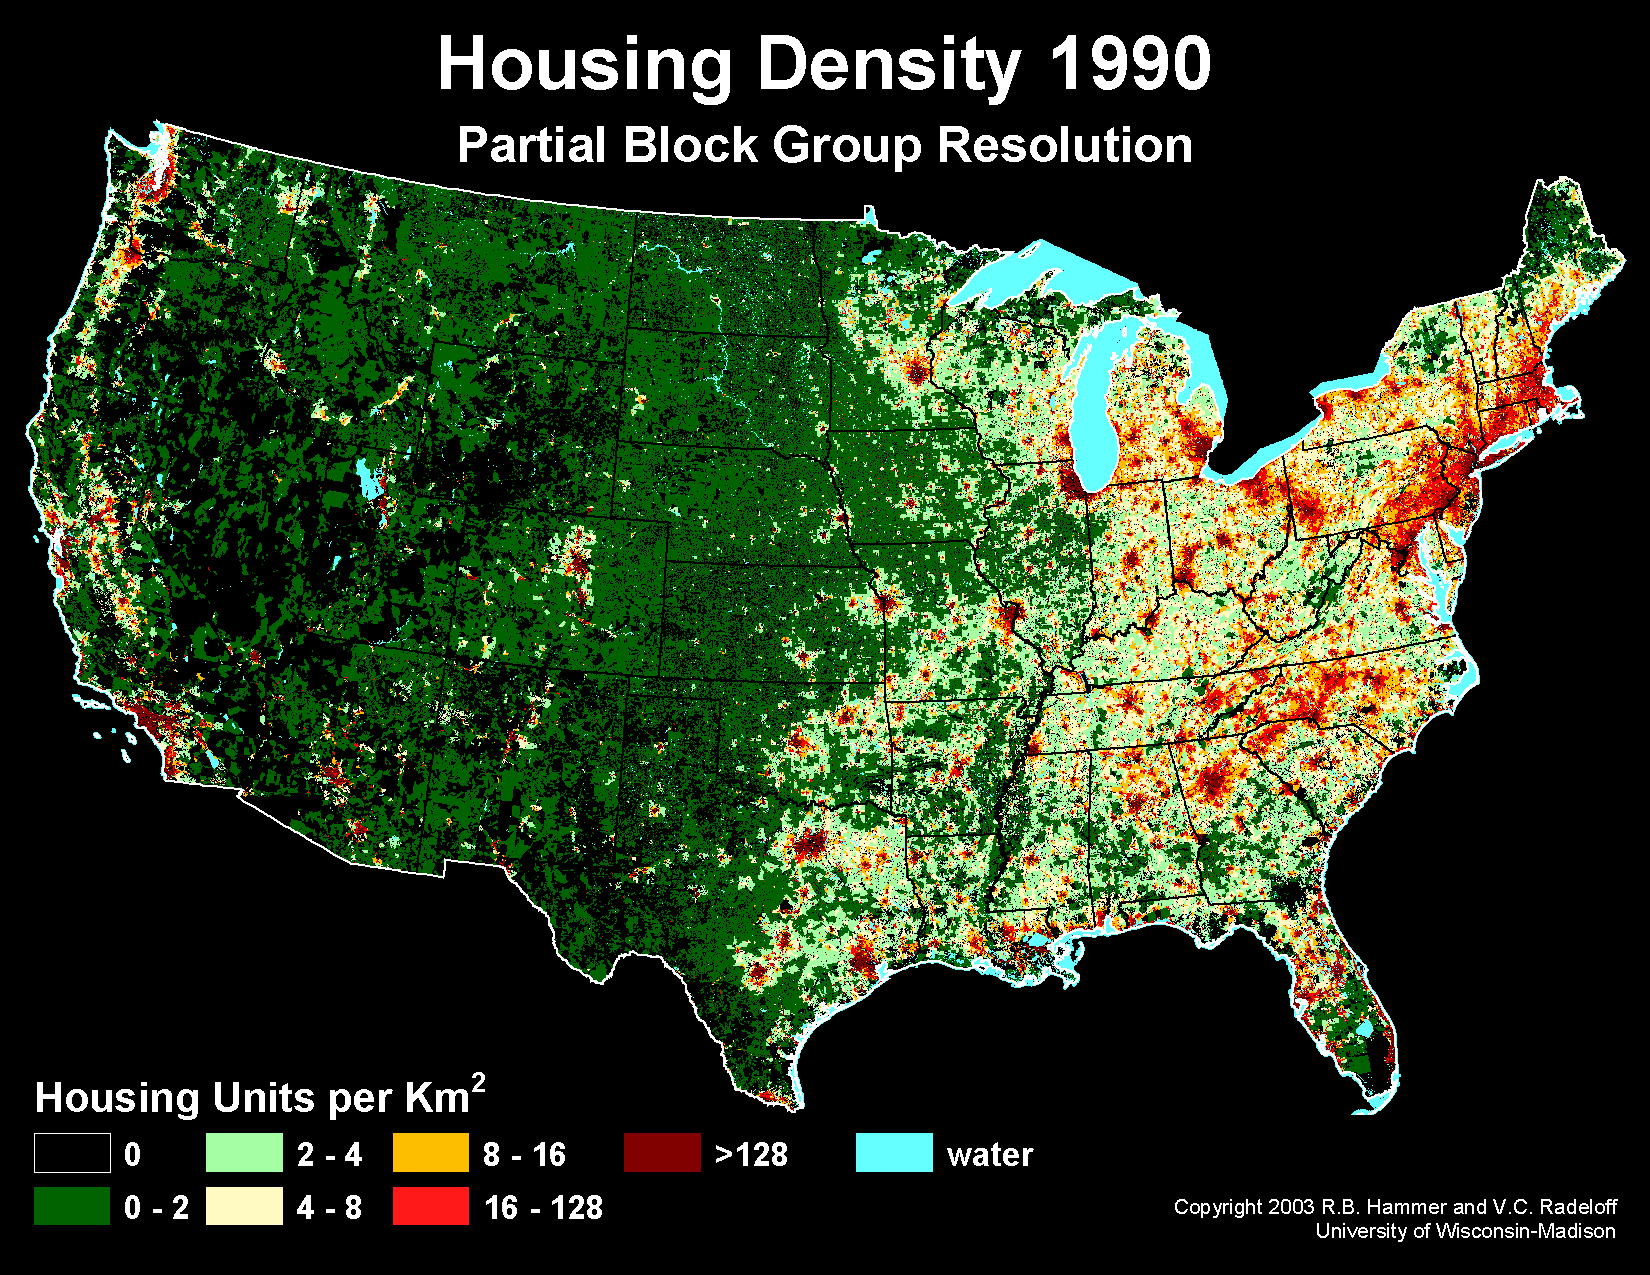 Housing Density 1990
Partial Block Group Resolution
Housing Units per Km²
0
2 - 4
8 - 16
>128
water
0 - 2
4 - 8
16 - 128
Copyright 2003 R.B. Hammer and V.C. Radeloff
University of Wisconsin-Madison